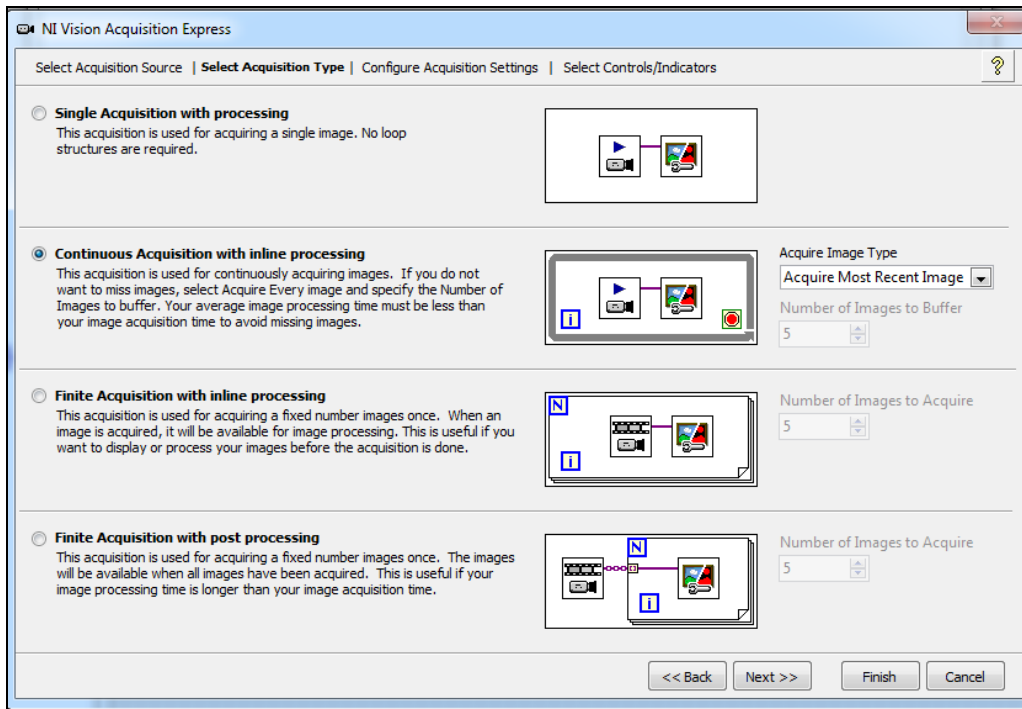 NI Vision Acquisition Express
Select Acquisition Source | Select Acquisition Type | Configure Acquisition Settings | Select Controls/Indicators
?
Single Acquisition with processing
This acquisition is used for acquiring a single image. No loop
structures are required.
Continuous Acquisition with inline processing
This acquisition is used for continuously acquiring images. If you do not
want to miss images, select Acquire Every image and specify the Number of
Images to buffer. Your average image processing time must be less than
your image acquisition time to avoid missing images.
i
Acquire Image Type
Acquire Most Recent Image
Number of Images to Buffer
5
Finite Acquisition with inline processing
This acquisition is used for acquiring a fixed number images once. When an
image is acquired, it will be available for image processing. This is useful if you
want to display or process your images before the acquisition is done.
N
i
Number of Images to Acquire
5
Finite Acquisition with post processing
This acquisition is used for acquiring a fixed number images once. The images
will be available when all images have been acquired. This is useful if your
image processing time is longer than your image acquisition time.
N
i
Number of Images to Acquire
5
<< Back
Next >>
Finish
Cancel